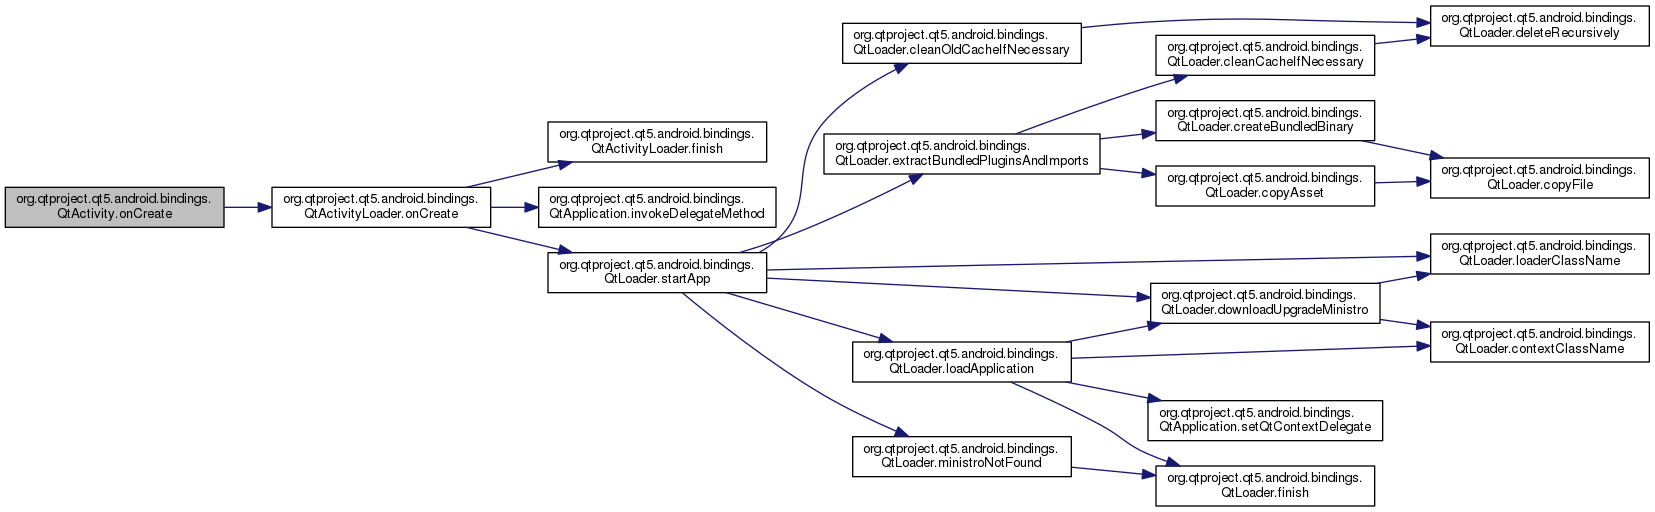 org.qtproject.qt5.android.bindings.
QtActivity.onCreate
org.qtproject.qt5.android.bindings.
QtActivityLoader.onCreate
org.qtproject.qt5.android.bindings.
QtActivityLoader.finish
org.qtproject.qt5.android.bindings.
QtApplication.invokeDelegateMethod
org.qtproject.qt5.android.bindings.
QtLoader.startApp
org.qtproject.qt5.android.bindings.
QtLoader.cleanOldCacheIfNecessary
org.qtproject.qt5.android.bindings.
QtLoader.extractBundledPluginsAndImports
org.qtproject.qt5.android.bindings.
QtLoader.loadApplication
org.qtproject.qt5.android.bindings.
QtLoader.ministroNotFound
org.qtproject.qt5.android.bindings.
QtLoader.cleanCacheIfNecessary
org.qtproject.qt5.android.bindings.
QtLoader.createBundledBinary
org.qtproject.qt5.android.bindings.
QtLoader.copyAsset
org.qtproject.qt5.android.bindings.
QtLoader.downloadUpgradeMinistro
org.qtproject.qt5.android.bindings.
QtApplication.setQtContextDelegate
org.qtproject.qt5.android.bindings.
QtLoader.finish
org.qtproject.qt5.android.bindings.
QtLoader.deleteRecursively
org.qtproject.qt5.android.bindings.
QtLoader.copyFile
org.qtproject.qt5.android.bindings.
QtLoader.loaderClassName
org.qtproject.qt5.android.bindings.
QtLoader.contextClassName